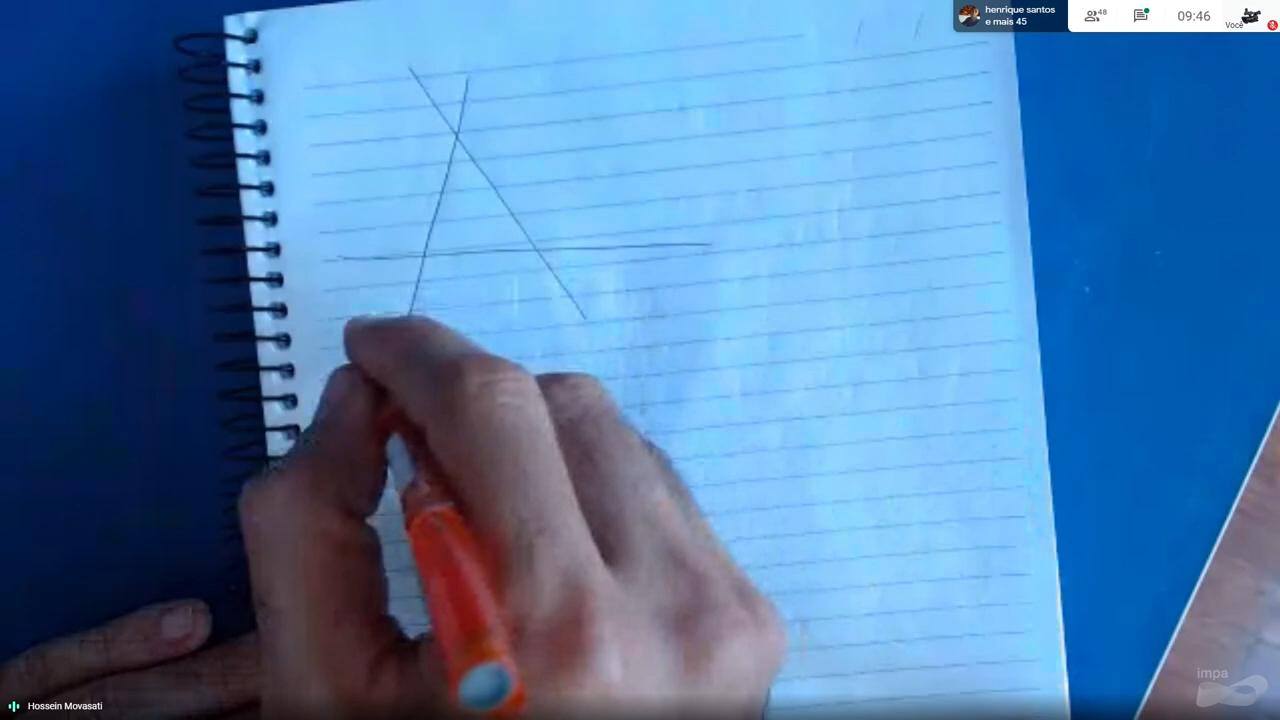 henrique santos
e mais 45
48
09:46
Você
impa
Hossein Movasati